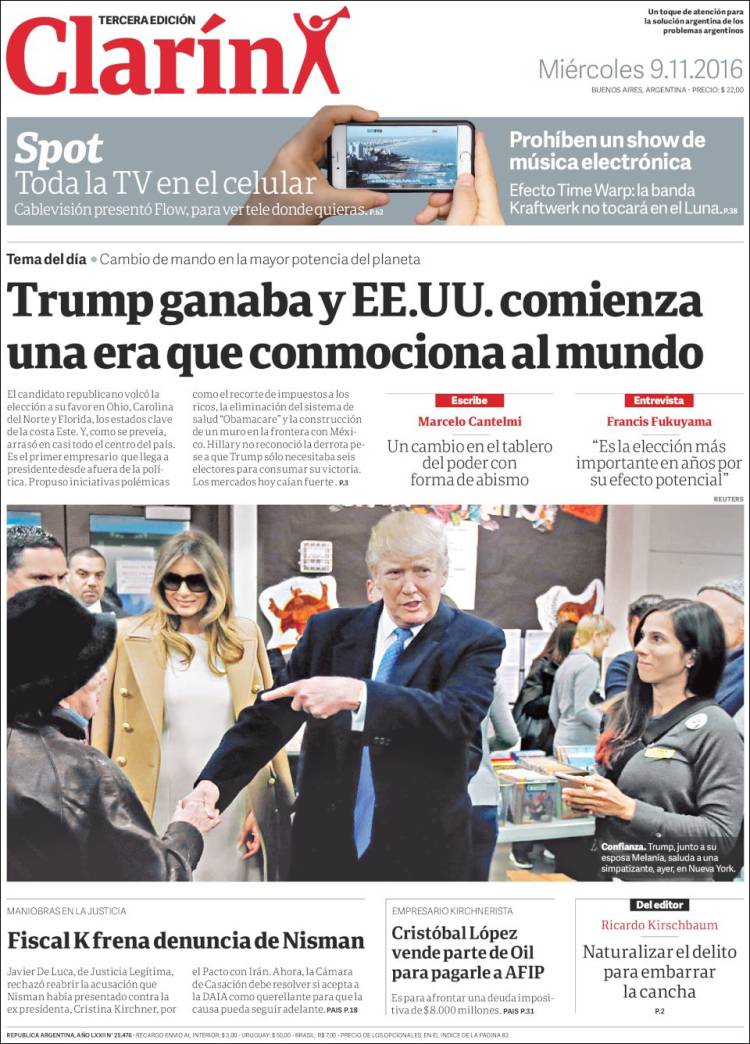 TERCERA EDICIÓN
Clarín
Un toque de atención para
la solución argentina de los
problemas argentinos
Miércoles 9.11.2016
BUENOS AIRES, ARGENTINA - PRECIO: $ 22,00
Spot
Toda la TV en el celular
Cablevisión presentó Flow, para ver tele donde quieras. P.52
Prohíben un show de
música electrónica
Efecto Time Warp: la banda
Kraftwerk no tocará en el Luna. P.38
Tema del día • Cambio de mando en la mayor potencia del planeta
Trump ganaba y EE.UU. comienza
una era que conmociona al mundo
El candidato republicano volcó la
elección a su favor en Ohio, Carolina
del Norte y Florida, los estados clave
de la costa Este. Y, como se preveía,
arrasó en casi todo el centro del país.
Es el primer empresario que llega a
presidente desde afuera de la polí-
tica. Propuso iniciativas polémicas
como el recorte de impuestos a los
ricos, la eliminación del sistema de
salud “Obamacare” y la construcción
de un muro en la frontera con Méxi-
co. Hillary no reconoció la derrota pe-
se a que Trump sólo necesitaba seis
electores para consumar su victoria.
Los mercados hoy caían fuerte. P.3
Escribe
Marcelo Cantelmi
Un cambio en el tablero
del poder con
forma de abismo
Entrevista
Francis Fukuyama
“Es la elección más
importante en años por
su efecto potencial”
REUTERS
Confianza. Trump, junto a su
esposa Melania, saluda a una
simpatizante, ayer, en Nueva York.
MANIOBRAS EN LA JUSTICIA
Fiscal K frena denuncia de Nisman
Javier De Luca, de Justicia Legítima,
rechazó reabrir la acusación que
Nisman había presentado contra la
ex presidenta, Cristina Kirchner, por
el Pacto con Irán. Ahora, la Cámara
de Casación debe resolver si acepta a
la DAIA como querellante para que la
causa pueda seguir adelante. PAIS P.18
EMPRESARIO KIRCHNERISTA
Cristóbal López
vende parte de Oil
para pagarle a AFIP
Es para afrontar una deuda imposi-
tiva de $8.000 millones. PAIS P.31
Del editor
Ricardo Kirschbaum
Naturalizar el delito
para embarrar
la cancha
P.2
REPUBLICA ARGENTINA, AÑO LXXII N° 25.476 - RECARGO ENVIO AL INTERIOR: $ 3,00 - URUGUAY: $ 50,00 - BRASIL: R$ 7,00 - PRECIO DE LOS OPCIONALES, EN EL INDICE DE LA PAGINA 82.